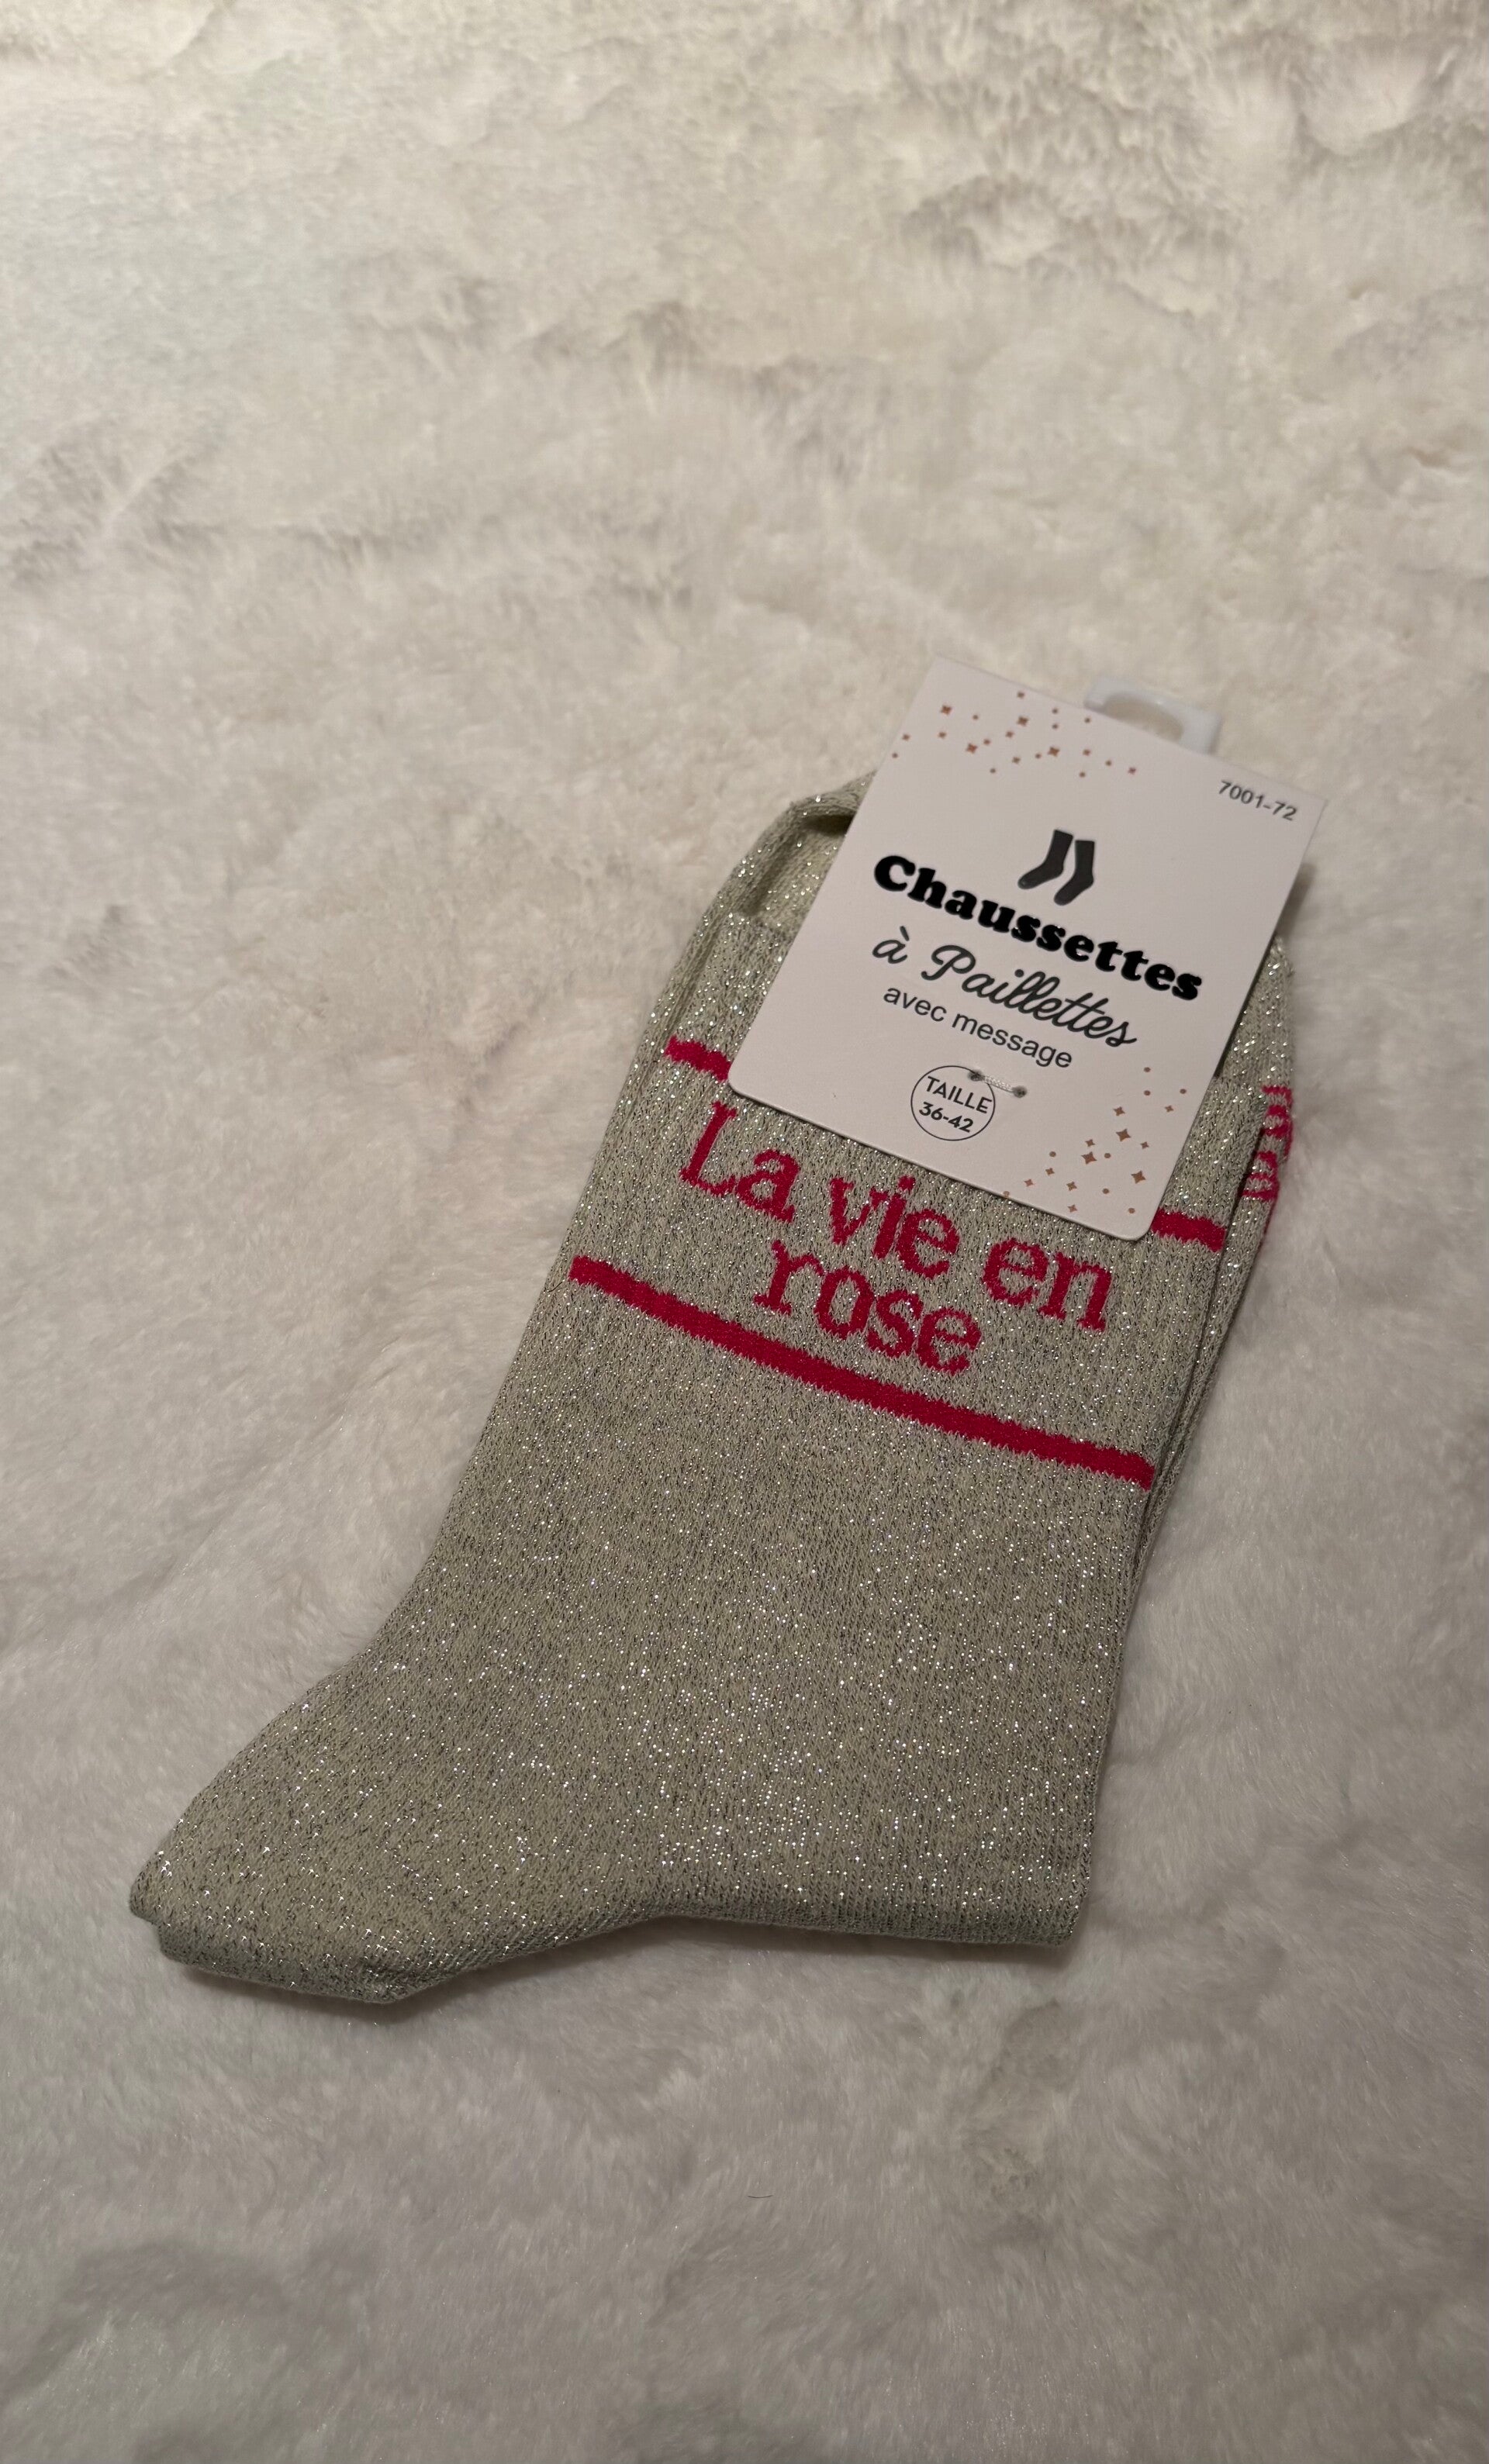 7001-72
Chaussettes
à Paillettes
avec message
TAILLE
36-42
La vie en
rose